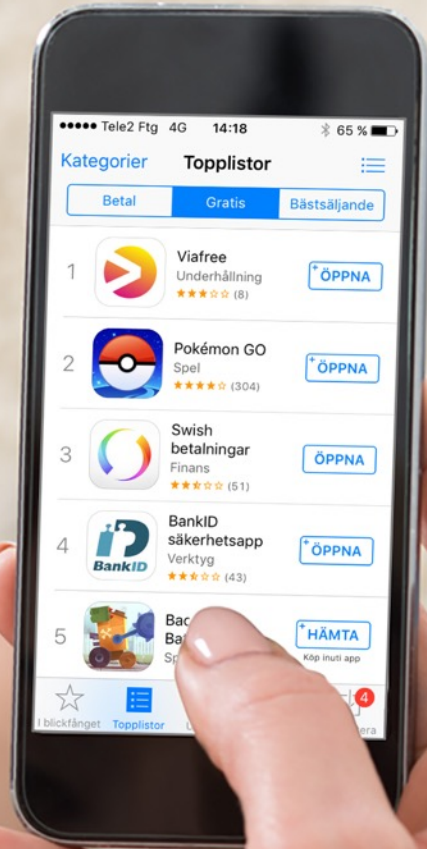 Tele2 Ftg 4G 14:18 65 %
Kategorier Topplistor
Betal Gratis Bästsäljande
1
Viafree
Underhållning
(8)
+ ÖPPNA
2
Pokémon GO
Spel
(304)
+ ÖPPNA
3
Swish
betalningar
Finans
(51)
ÖPPNA
4
BankID
BankID
säkerhetsapp
Verktyg
(43)
+ ÖPPNA
5
+ HÄMTA
Köp inuti app
4
I blickfånget Topplistor